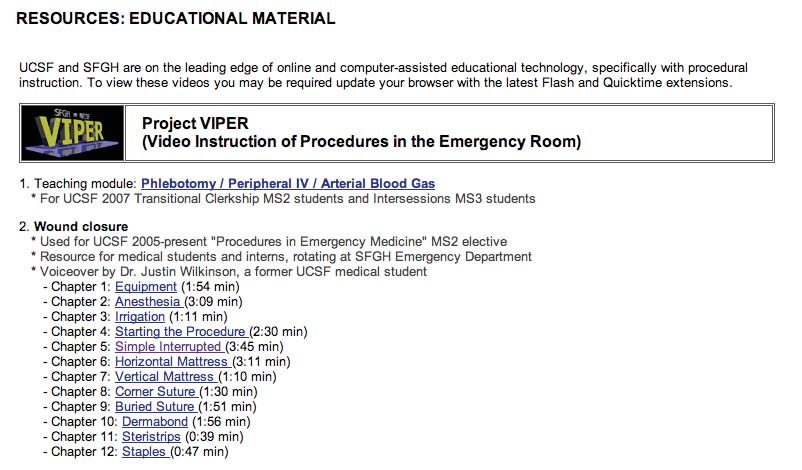 RESOURCES: EDUCATIONAL MATERIAL
UCSF and SFGH are on the leading edge of online and computer-assisted educational technology, specifically with procedural
instruction. To view these videos you may be required update your browser with the latest Flash and Quicktime extensions.
SFGH UCSF
VIPER
Project VIPER
(Video Instruction of Procedures in the Emergency Room)
1. Teaching module: Phlebotomy / Peripheral IV / Arterial Blood Gas
* For UCSF 2007 Transitional Clerkship MS2 students and Intersessions MS3 students
2. Wound closure
* Used for UCSF 2005-present "Procedures in Emergency Medicine" MS2 elective
* Resource for medical students and interns, rotating at SFGH Emergency Department
* Voiceover by Dr. Justin Wilkinson, a former UCSF medical student
- Chapter 1: Equipment (1:54 min)
- Chapter 2: Anesthesia (3:09 min)
- Chapter 3: Irrigation (1:11 min)
- Chapter 4: Starting the Procedure (2:30 min)
- Chapter 5: Simple Interrupted (3:45 min)
- Chapter 6: Horizontal Mattress (3:11 min)
- Chapter 7: Vertical Mattress (1:10 min)
- Chapter 8: Corner Suture (1:30 min)
- Chapter 9: Buried Suture (1:51 min)
- Chapter 10: Dermabond (1:56 min)
- Chapter 11: Steristrips (0:39 min)
- Chapter 12: Staples (0:47 min)